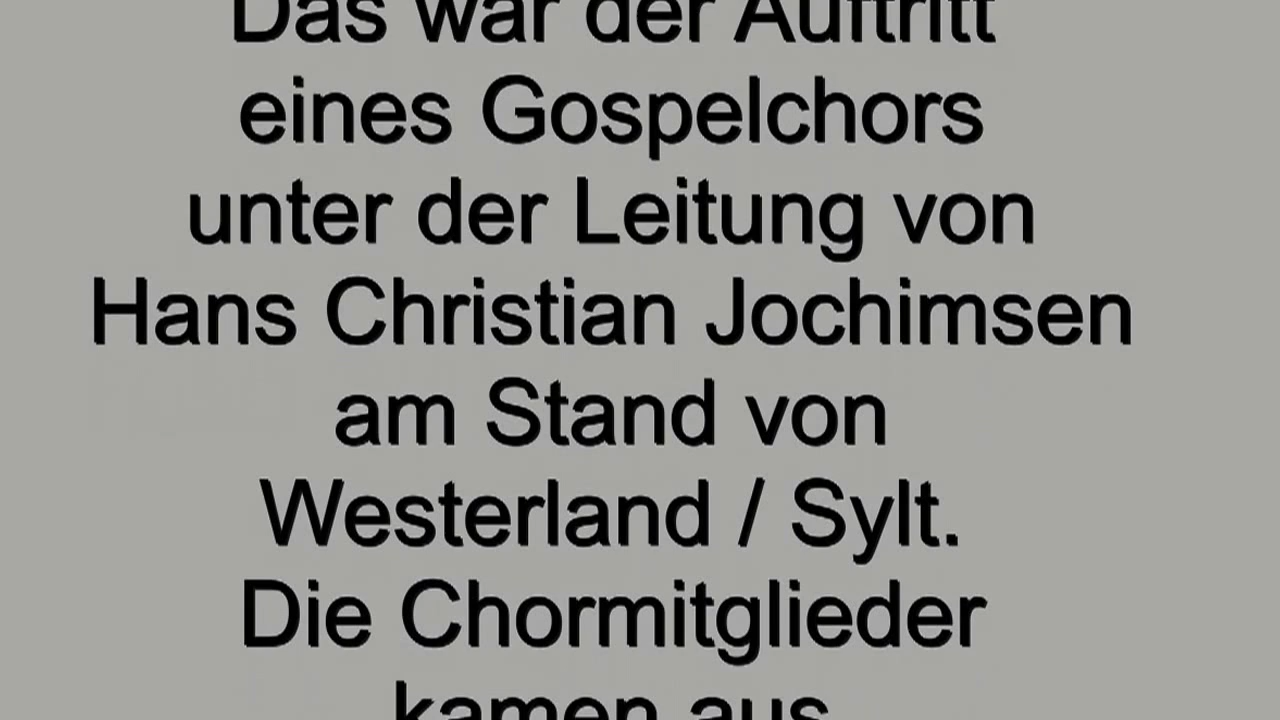 Das war der Auftritt
eines Gospelchors
unter der Leitung von
Hans Christian Jochimsen
am Stand von
Westerland / Sylt.
Die Chormitglieder
kamen aus